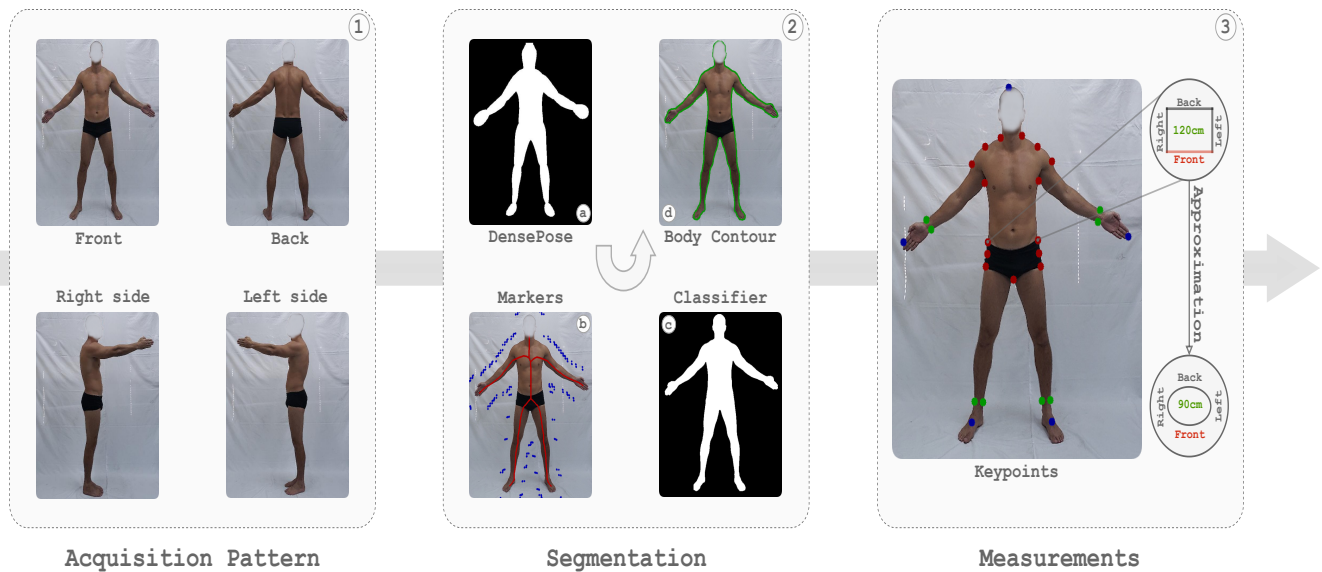 1
Front
Back
Right side
Left side
Acquisition Pattern
2
a
DensePose
d
Body Contour
Markers
Classifier
b
c
Segmentation
3
Back
Right
120cm
Left
Front
Approximation
Back
Right
90cm
Left
Front
Keypoints
Measurements